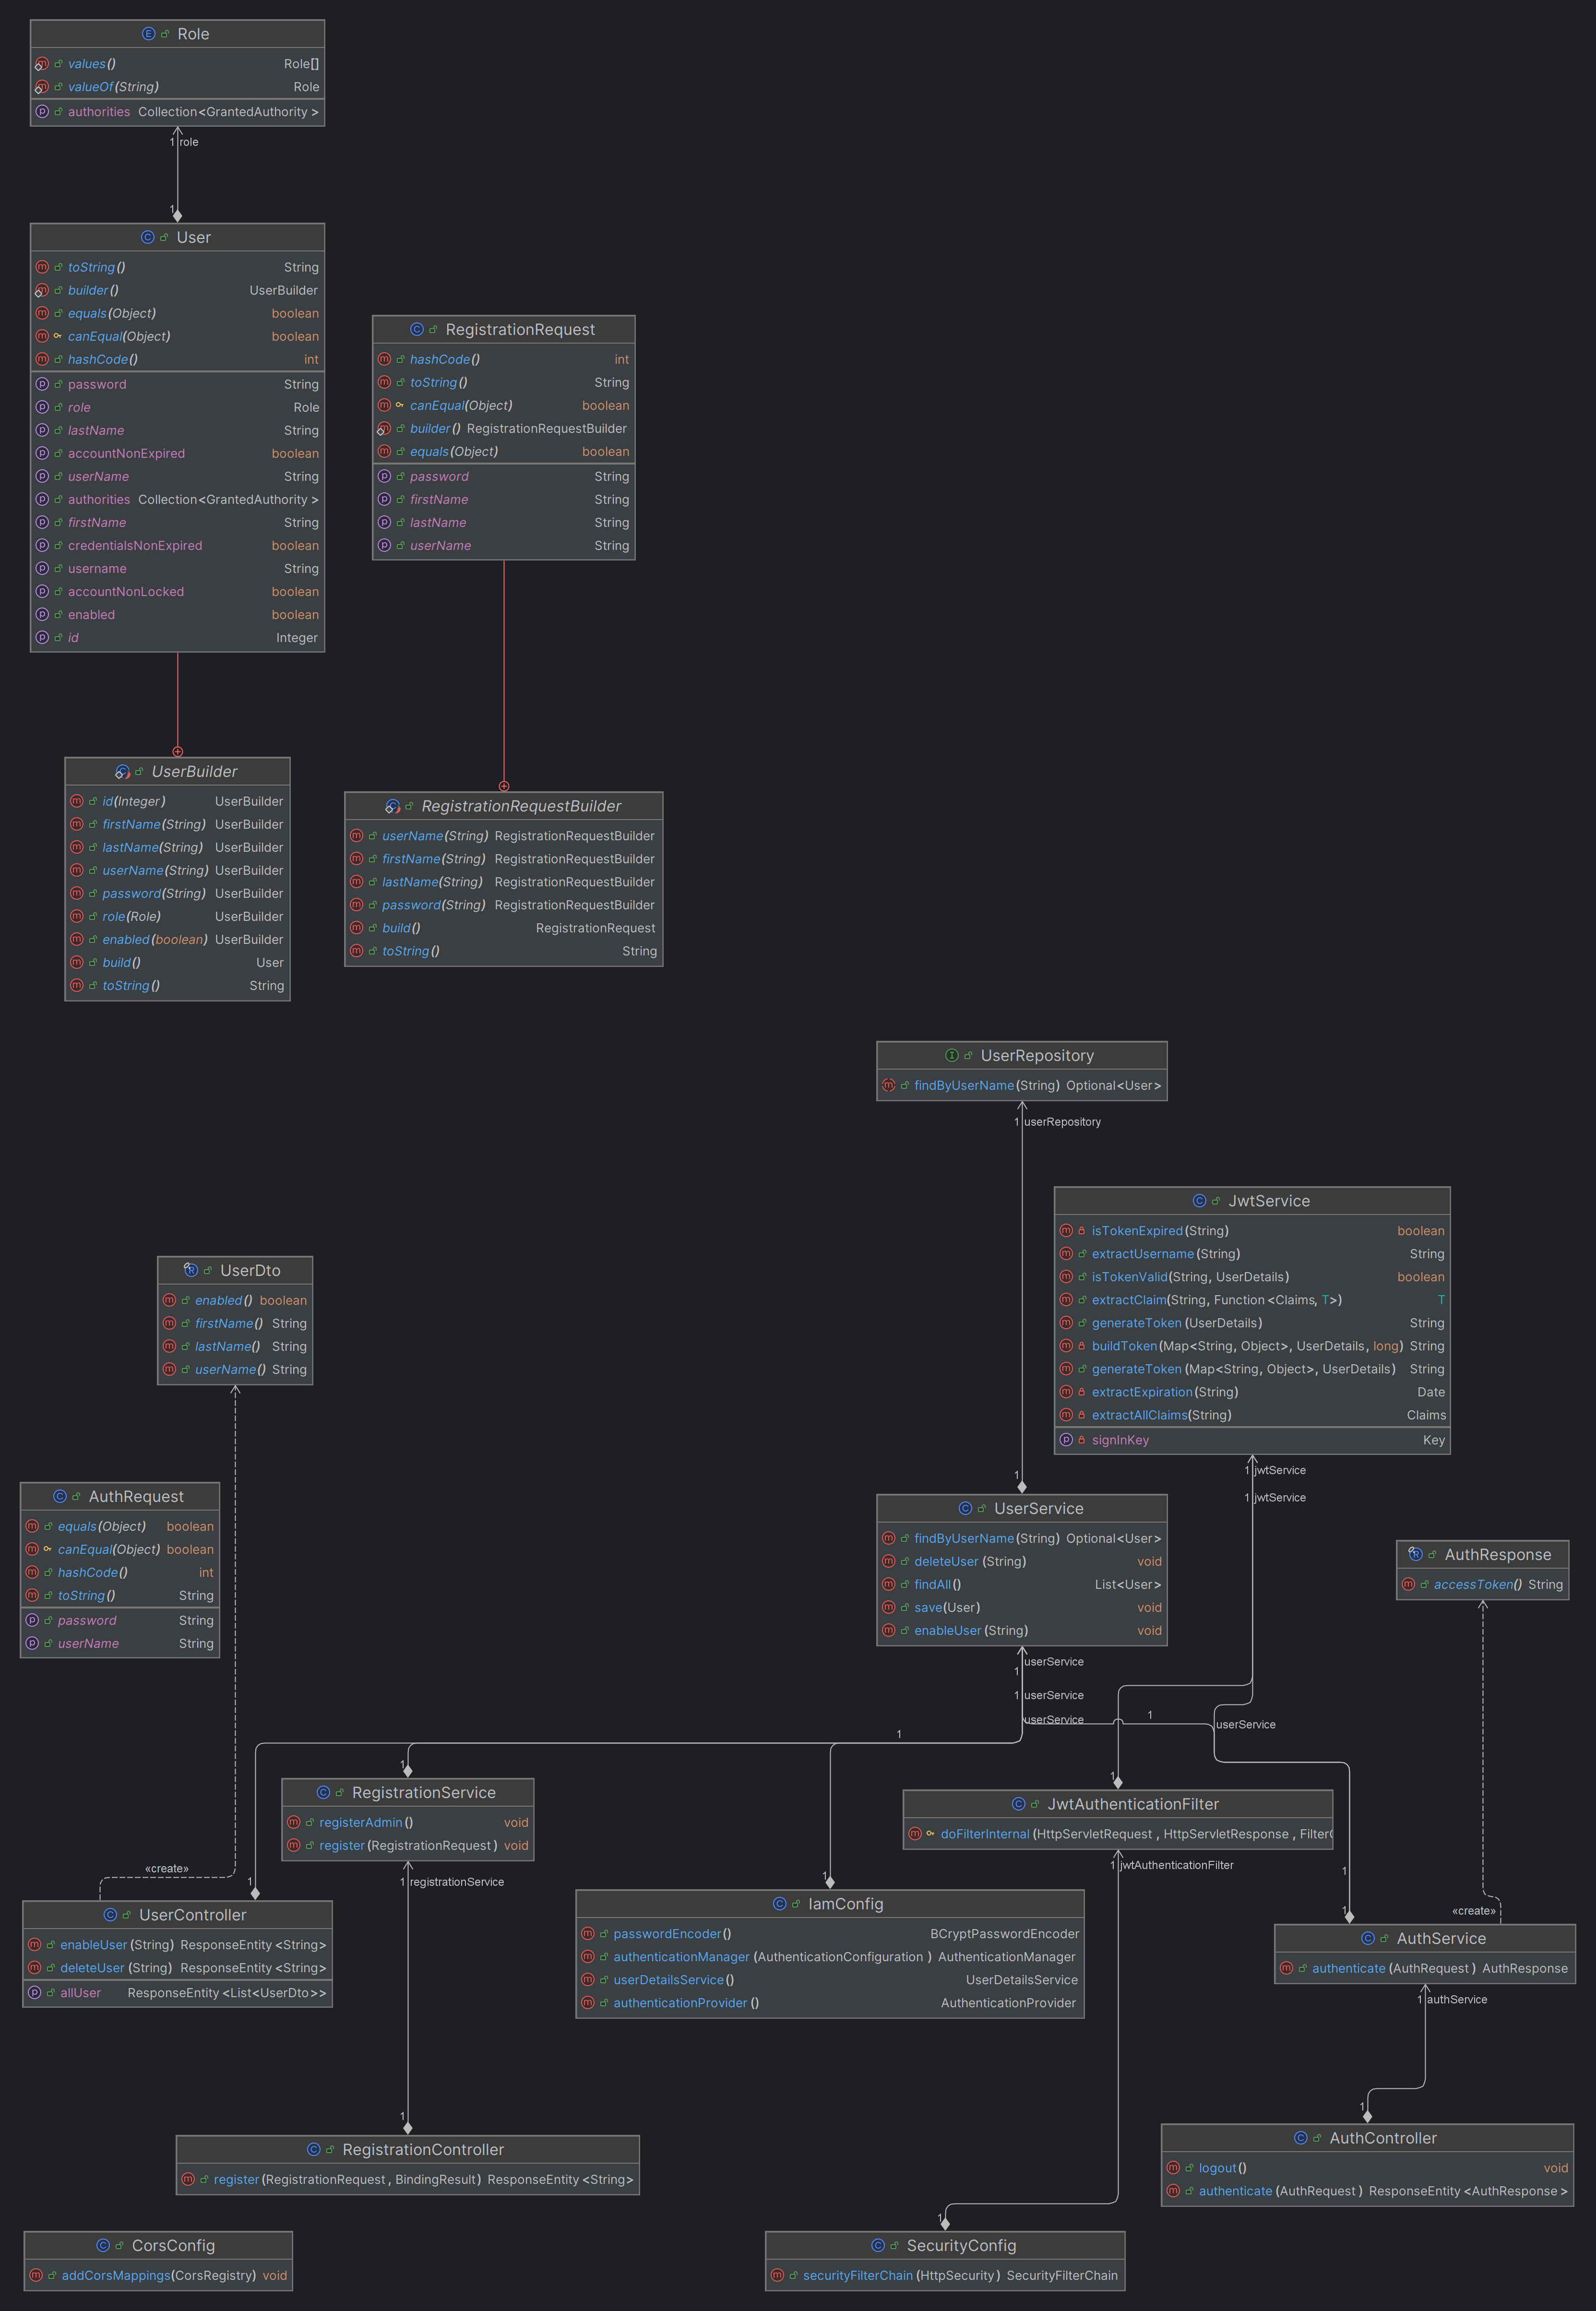 Role
values() Role[]
valueOf(String) Role
authorities Collection<GrantedAuthority>
1 role
1
User
toString() String
builder() UserBuilder
equals(Object) boolean
canEqual(Object) boolean
hashCode() int
password String
role Role
lastName String
accountNonExpired boolean
userName String
authorities Collection<GrantedAuthority>
firstName String
credentialsNonExpired boolean
username String
accountNonLocked boolean
enabled boolean
id Integer
RegistrationRequest
hashCode() int
toString() String
canEqual(Object) boolean
builder() RegistrationRequestBuilder
equals(Object) boolean
password String
firstName String
lastName String
userName String
UserBuilder
id(Integer) UserBuilder
firstName(String) UserBuilder
lastName(String) UserBuilder
userName(String) UserBuilder
password(String) UserBuilder
role(Role) UserBuilder
enabled(boolean) UserBuilder
build() User
toString() String
RegistrationRequestBuilder
userName(String) RegistrationRequestBuilder
firstName(String) RegistrationRequestBuilder
lastName(String) RegistrationRequestBuilder
password(String) RegistrationRequestBuilder
build() RegistrationRequest
toString() String
UserRepository
findByUserName(String) Optional<User>
1 userRepository
JwtService
isTokenExpired(String) boolean
extractUsername(String) String
isTokenValid(String, UserDetails) boolean
extractClaim(String, Function<Claims, T>) T
generateToken(UserDetails) String
buildToken(Map<String, Object>, UserDetails, long) String
generateToken(Map<String, Object>, UserDetails) String
extractExpiration(String) Date
extractAllClaims(String) Claims
signInKey Key
1 jwtService
1 jwtService
UserDto
enabled() boolean
firstName() String
lastName() String
userName() String
AuthRequest
equals(Object) boolean
canEqual(Object) boolean
hashCode() int
toString() String
password String
userName String
1
UserService
findByUserName(String) Optional<User>
deleteUser(String) void
findAll() List<User>
save(User) void
enableUser(String) void
userService
1
1 userService
userService
1
userService
1
AuthResponse
accessToken() String
1
RegistrationService
registerAdmin() void
register(RegistrationRequest) void
1 registrationService
1
JwtAuthenticationFilter
doFilterInternal(HttpServletRequest, HttpServletResponse, FilterC
1 jwtAuthenticationFilter
«create»
1
UserController
enableUser(String) ResponseEntity<String>
deleteUser(String) ResponseEntity<String>
allUser ResponseEntity<List<UserDto>>
1
IamConfig
passwordEncoder() BCryptPasswordEncoder
authenticationManager(AuthenticationConfiguration) AuthenticationManager
userDetailsService() UserDetailsService
authenticationProvider() AuthenticationProvider
1
1
«create»
AuthService
authenticate(AuthRequest) AuthResponse
1 authService
1
RegistrationController
register(RegistrationRequest, BindingResult) ResponseEntity<String>
1
AuthController
logout() void
authenticate(AuthRequest) ResponseEntity<AuthResponse>
CorsConfig
addCorsMappings(CorsRegistry) void
1
SecurityConfig
securityFilterChain(HttpSecurity) SecurityFilterChain